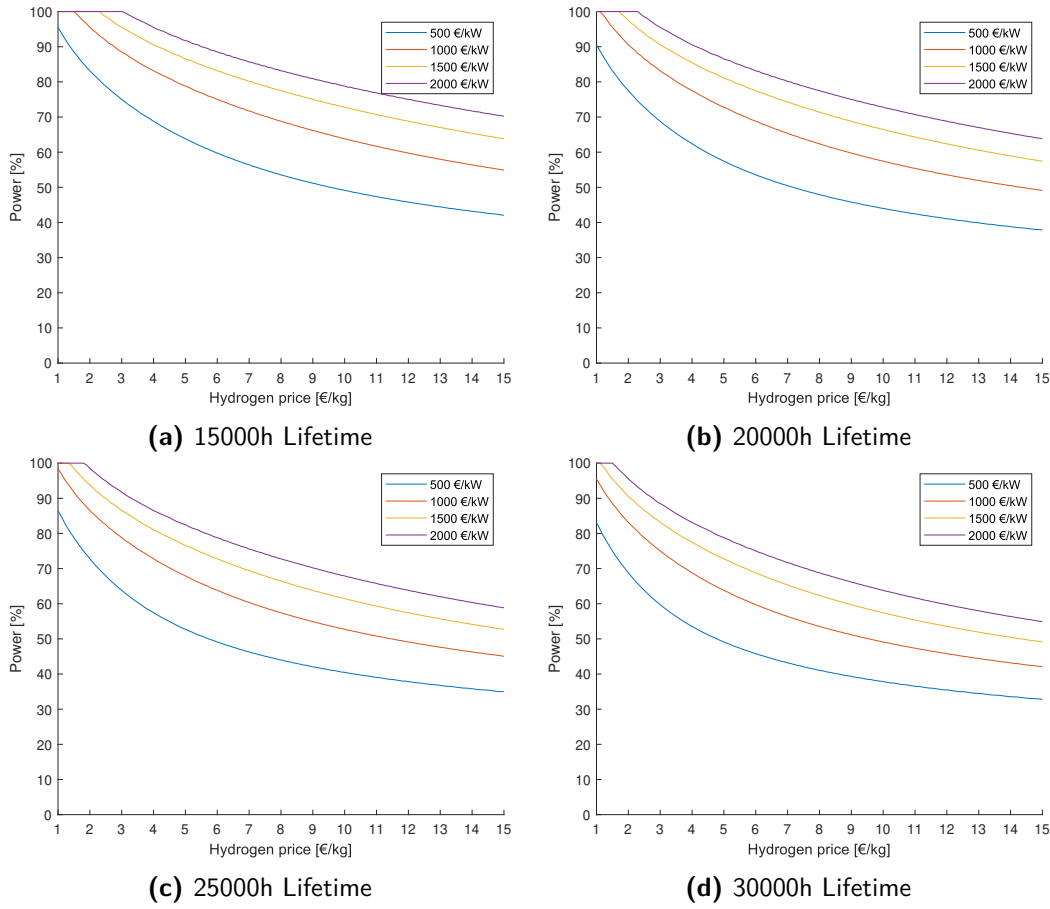 100
90
80
70
60
50
40
30
20
10
0
Power [%]
1 2 3 4 5 6 7 8 9 10 11 12 13 14 15
Hydrogen price [€/kg]
500 €/kW
1000 €/kW
1500 €/kW
2000 €/kW
(a) 15000h Lifetime
100
90
80
70
60
50
40
30
20
10
0
Power [%]
1 2 3 4 5 6 7 8 9 10 11 12 13 14 15
Hydrogen price [€/kg]
500 €/kW
1000 €/kW
1500 €/kW
2000 €/kW
(b) 20000h Lifetime
100
90
80
70
60
50
40
30
20
10
0
Power [%]
1 2 3 4 5 6 7 8 9 10 11 12 13 14 15
Hydrogen price [€/kg]
500 €/kW
1000 €/kW
1500 €/kW
2000 €/kW
(c) 25000h Lifetime
100
90
80
70
60
50
40
30
20
10
0
Power [%]
1 2 3 4 5 6 7 8 9 10 11 12 13 14 15
Hydrogen price [€/kg]
500 €/kW
1000 €/kW
1500 €/kW
2000 €/kW
(d) 30000h Lifetime